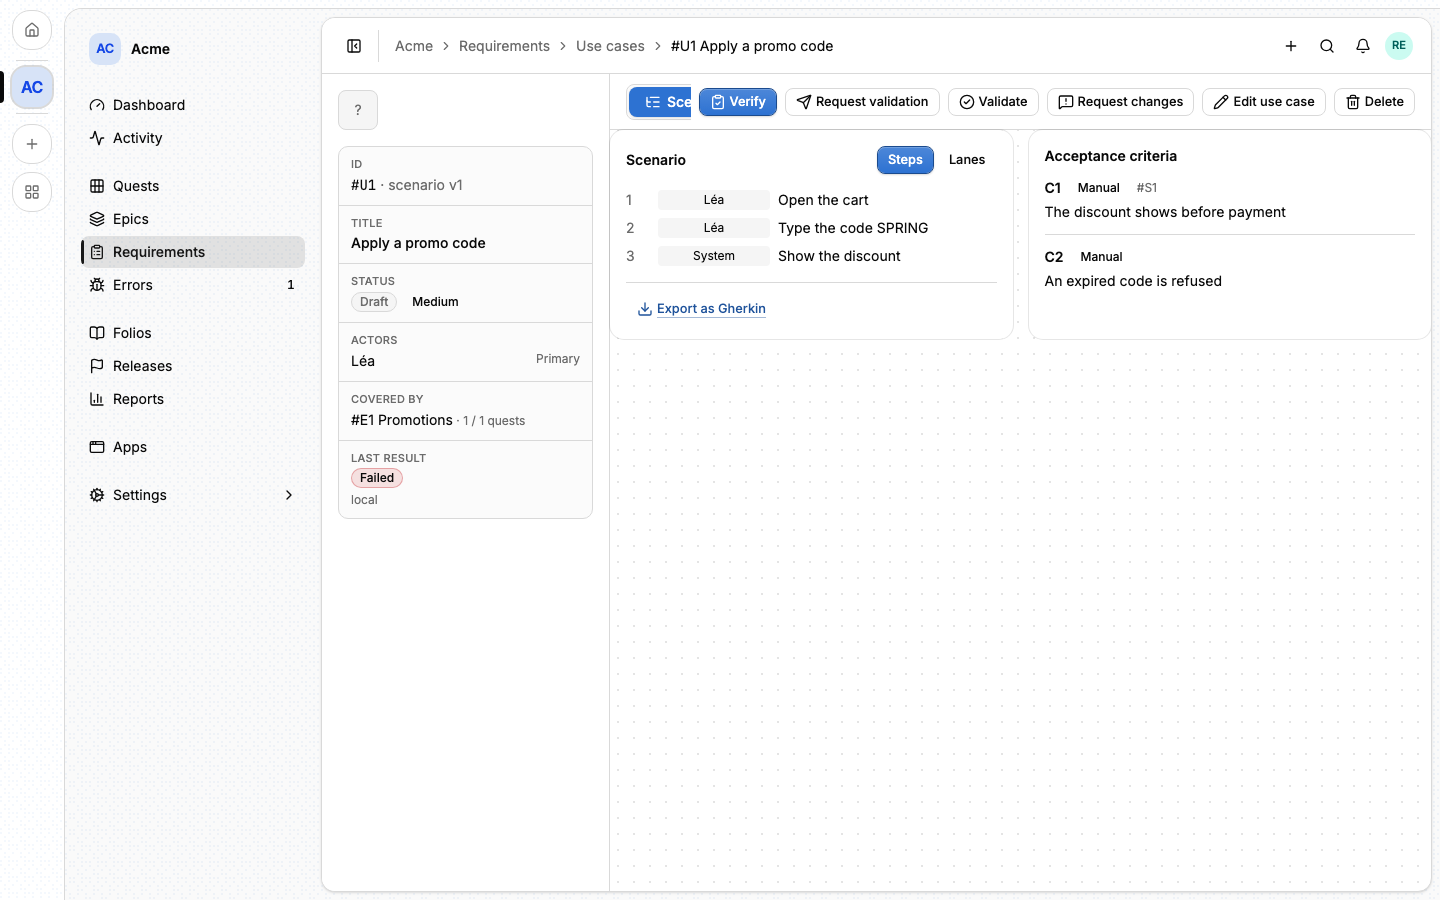 AC
Acme
AC
Dashboard
Activity
Quests
Epics
Requirements
Errors 1
Folios
Releases
Reports
Apps
Settings
Acme > Requirements > Use cases > #U1 Apply a promo code
RE
?
ID
#U1 · scenario v1
TITLE
Apply a promo code
STATUS
Draft Medium
ACTORS
Léa Primary
COVERED BY
#E1 Promotions · 1 / 1 quests
LAST RESULT
Failed
local
Sce Verify Request validation Validate Request changes Edit use case Delete
Scenario Steps Lanes
1 Léa Open the cart
2 Léa Type the code SPRING
3 System Show the discount
Export as Gherkin
Acceptance criteria
C1 Manual #S1
The discount shows before payment
C2 Manual
An expired code is refused